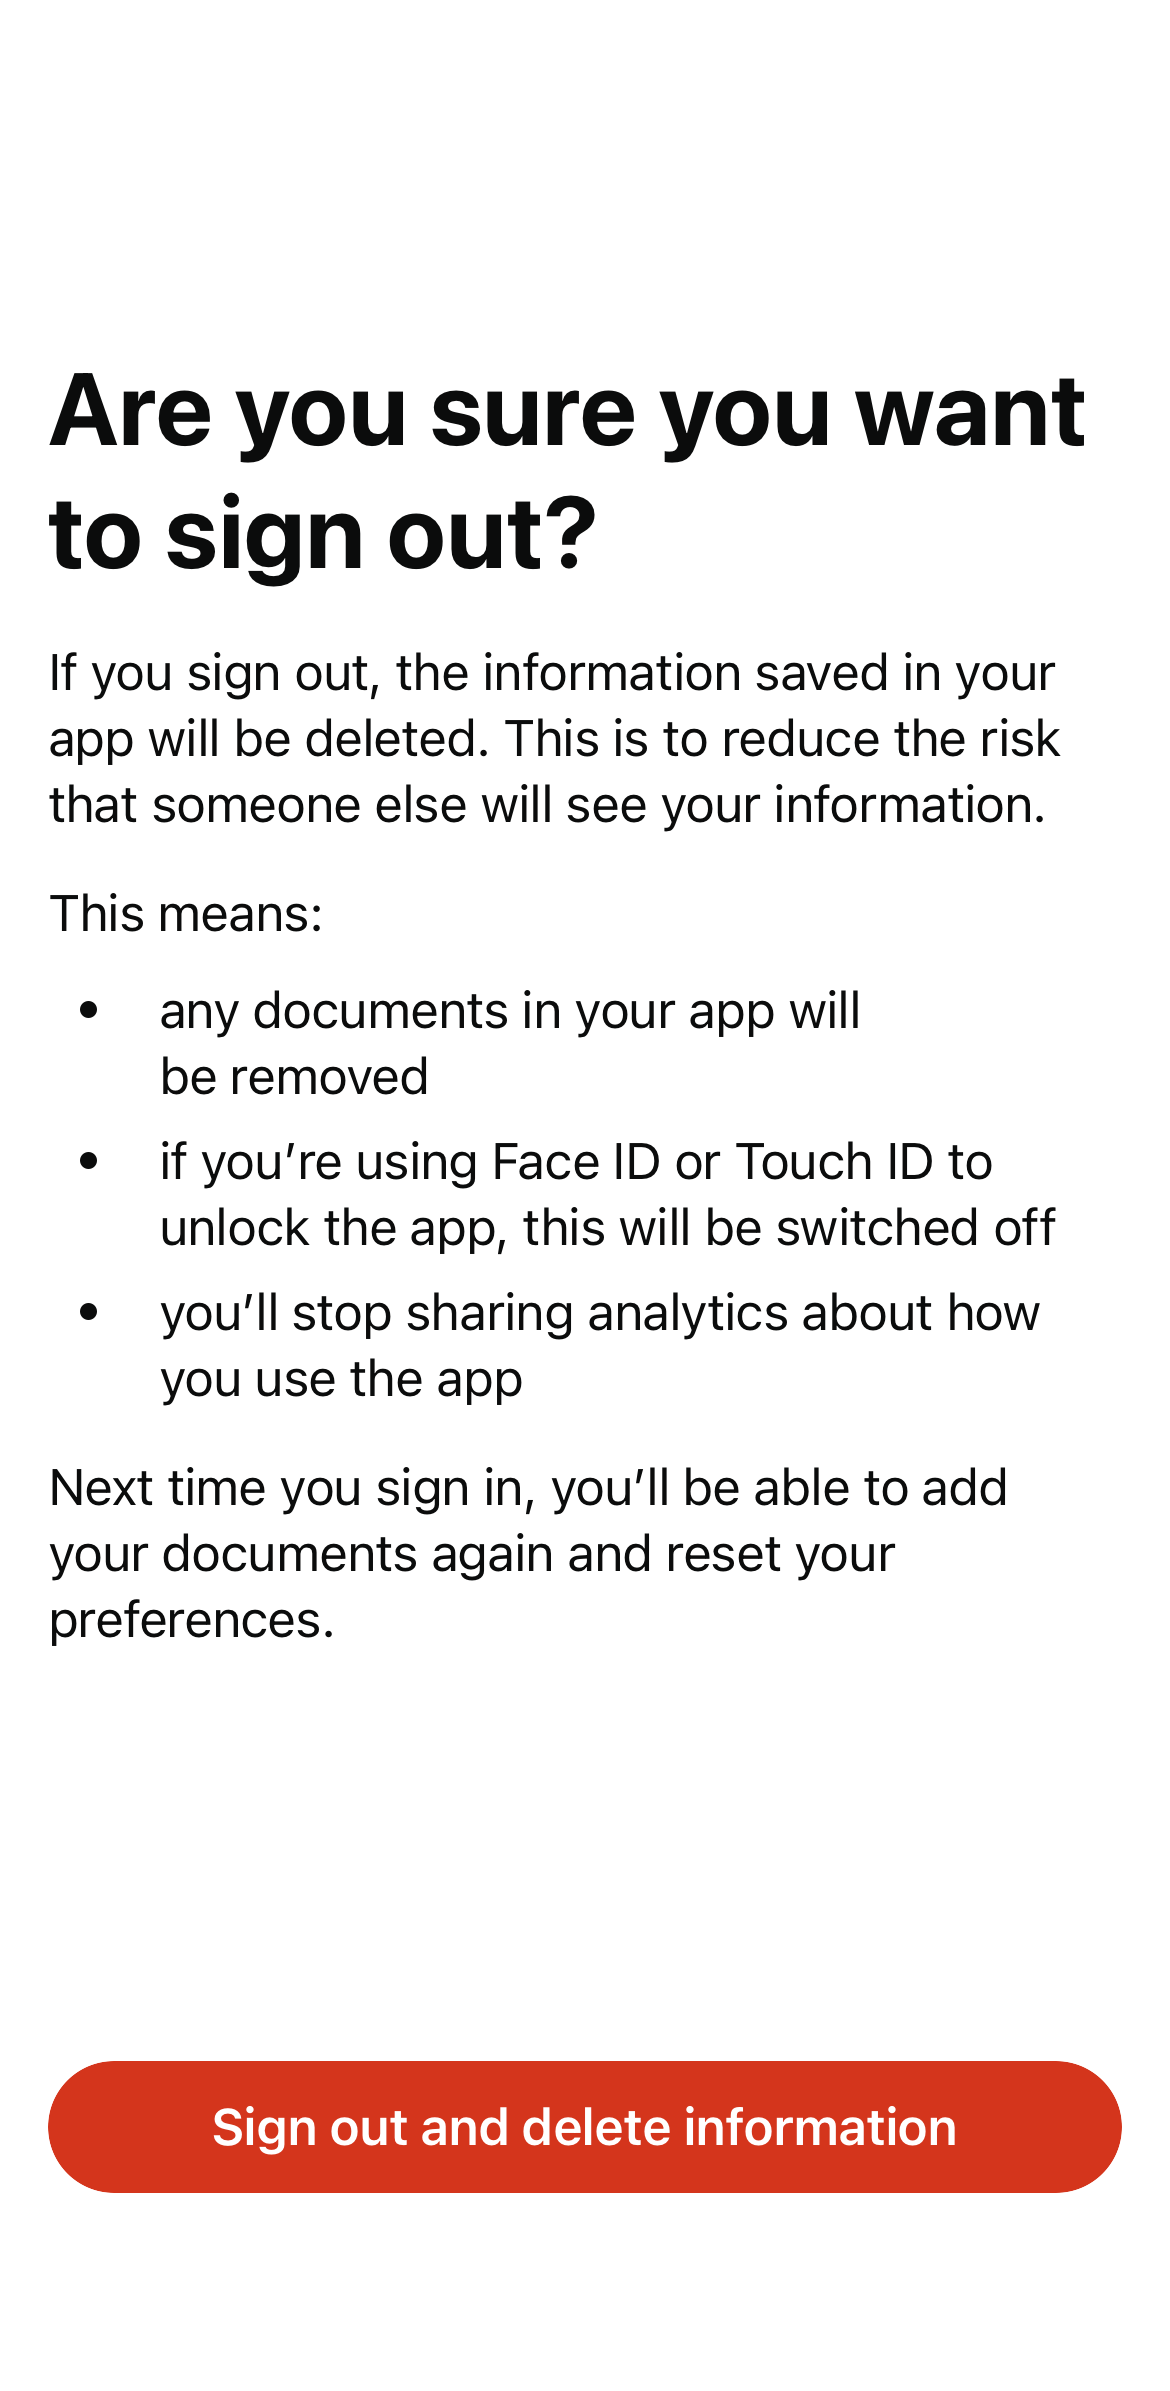 Are you sure you want
to sign out?
If you sign out, the information saved in your
app will be deleted. This is to reduce the risk
that someone else will see your information.
This means:
• any documents in your app will
be removed
• if you’re using Face ID or Touch ID to
unlock the app, this will be switched off
• you’ll stop sharing analytics about how
you use the app
Next time you sign in, you’ll be able to add
your documents again and reset your
preferences.
Sign out and delete information